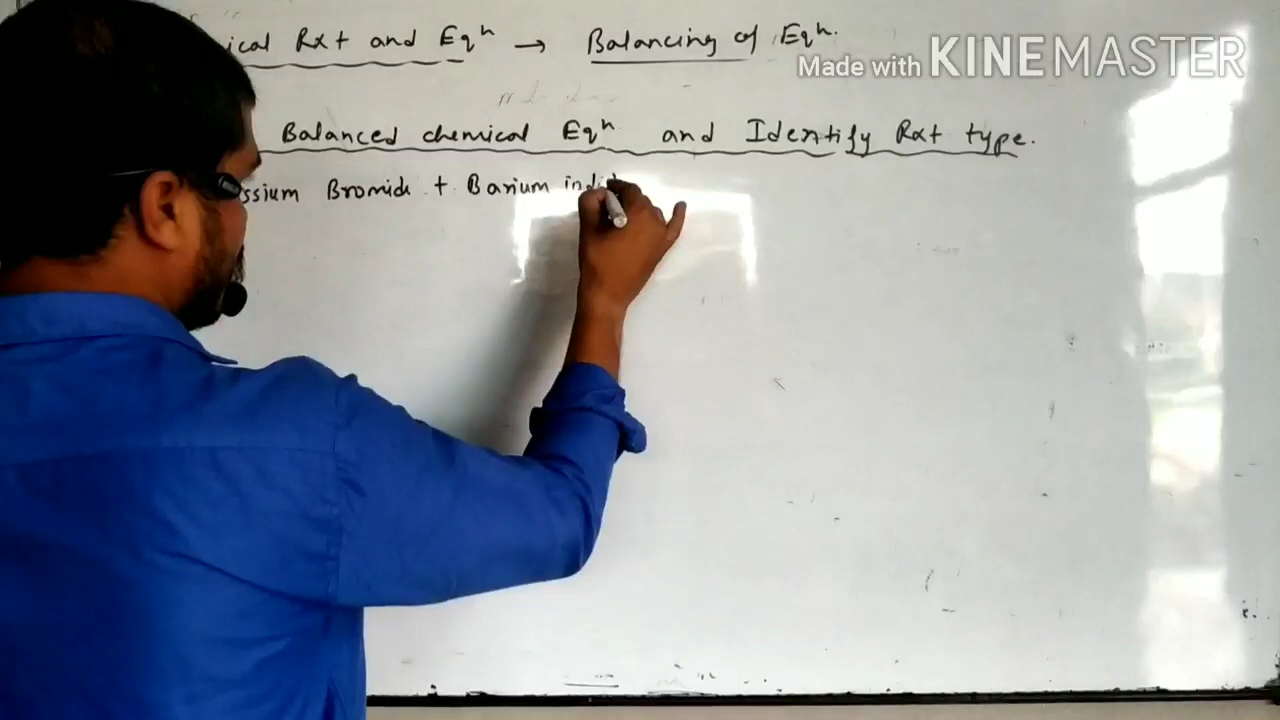 ical Rxt and Eqⁿ → Balancing of Eqⁿ.
Made with KINEMASTER
Balanced chemical Eqⁿ and Identify Rxt type.
ssium Bromide + Barium